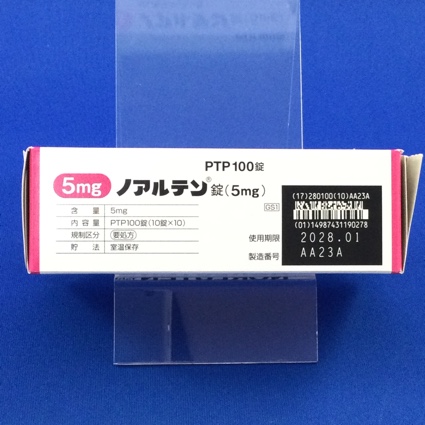 PTP100錠
5mg ノアルテン®錠(5mg)
含 量 5mg
内 容 量 PTP100錠(10錠×10)
規制区分 要処方
貯 法 室温保存
GS1
(17)280100(10)AA23A
(01)14987431190278
使用期限 2028.01
製造番号 AA23A